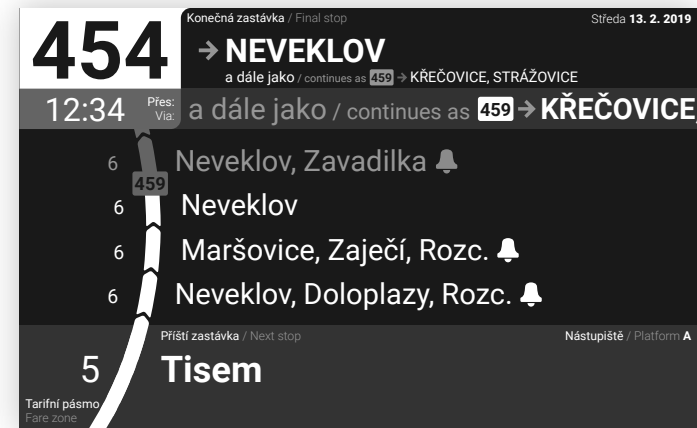 454
Konečná zastávka / Final stop
Středa 13. 2. 2019
→ NEVEKLOV
a dále jako / continues as 459 → KŘEČOVICE, STRÁŽOVICE
12:34
Přes:
Via:
a dále jako / continues as 459 → KŘEČOVICE,
6 Neveklov, Zavadilka
459
6 Neveklov
6 Maršovice, Zaječí, Rozc.
6 Neveklov, Doloplazy, Rozc.
Příští zastávka / Next stop
Nástupiště / Platform A
5 Tisem
Tarifní pásmo
Fare zone